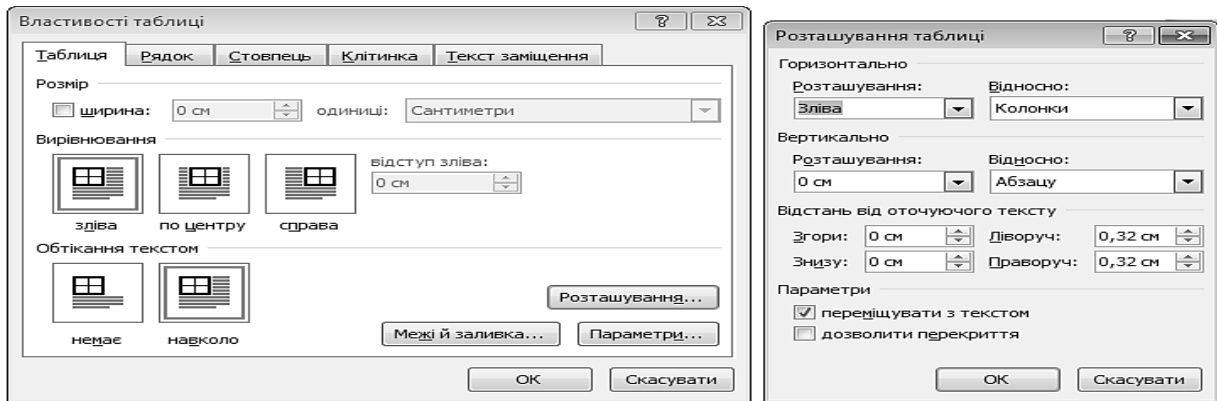 Властивості таблиці
Таблиця Рядок Стовпець Клітинка Текст заміщення
Розмір
ширина: 0 см одиниці: Сантиметри
Вирівнювання
відступ зліва:
0 см
зліва по центру справа
Обтікання текстом
немає навколо
Розташування...
Межі й заливка... Параметри...
ОК Скасувати
Розташування таблиці
Горизонтально
Розташування: Відносно:
Зліва Колонки
Вертикально
Розташування: Відносно:
0 см Абзацу
Відстань від оточуючого тексту
Згори: 0 см Ліворуч: 0,32 см
Знизу: 0 см Праворуч: 0,32 см
Параметри
переміщувати з текстом
дозволити перекриття
ОК Скасувати